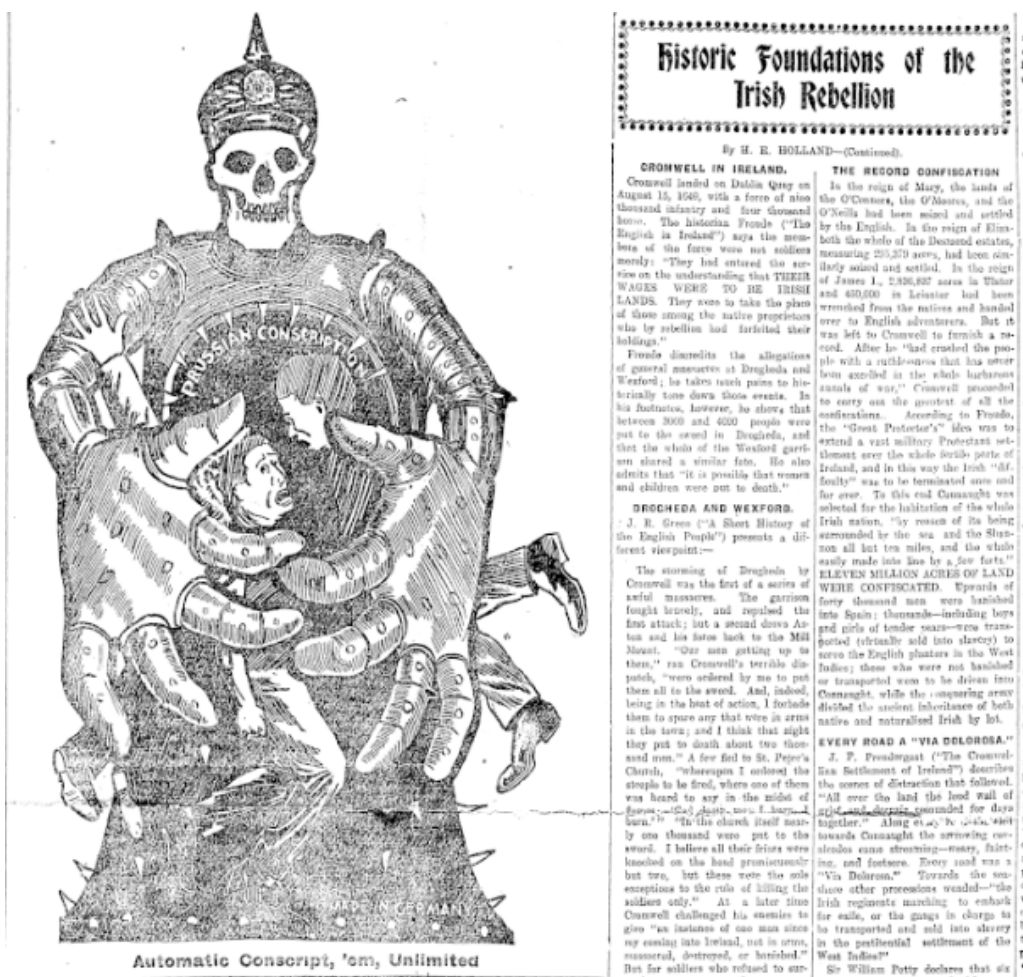 PRUSSIAN CONSCRIPTION
MADE IN GERMANY
Automatic Conscript, 'em, Unlimited
Historic Foundations of the
Irish Rebellion
By H. E. HOLLAND—(Continued).
CROMWELL IN IRELAND.
Cromwell landed on Dublin Quay on
August 15, 1649, with a force of nine
thousand infantry and four thousand
horse. The historian Froude ("The
English in Ireland") says the mem-
bers of the force were not soldiers
merely: "They had entered the ser-
vice on the understanding that THEIR
WAGES WERE TO BE IRISH
LANDS. They were to take the place
of those among the native proprietors
who by rebellion had forfeited their
holdings."
Froude discredits the allegations
of general massacre at Drogheda and
Wexford; he takes much pains to his-
torically tone down those events. In
his footnotes, however, he shows that
between 3000 and 4000 people were
put to the sword in Drogheda, and
that the whole of the Wexford garri-
son shared a similar fate. He also
admits that "it is possible that women
and children were put to death."
DROGHEDA AND WEXFORD.
J. R. Green ("A Short History of
the English People") presents a dif-
ferent viewpoint:—
The storming of Drogheda by
Cromwell was the first of a series of
awful massacres. The garrison
fought bravely, and repulsed the
first attack; but a second drove As-
ton and his force back to the Mill
Mount. "Our men getting up to
them," ran Cromwell's terrible dis-
patch, "were ordered by me to put
them all to the sword. And, indeed,
being in the heat of action, I forbade
them to spare any that were in arms
in the town; and I think that night
they put to death about two thou-
sand men." A few fled to St. Peter's
Church, "whereupon I ordered the
steeple to be fired, where one of them
was heard to say in the midst of
burn.'" "In the church itself near-
ly one thousand were put to the
sword. I believe all their friars were
knocked on the head promiscuously
but two, but these were the sole
exceptions to the rule of killing the
soldiers only." At a later time
Cromwell challenged his enemies to
give "an instance of one man since
my coming into Ireland, not in arms,
massacred, destroyed, or banished."
But for soldiers who refused to sur-
THE RECORD CONFISCATION
In the reign of Mary, the lands of
the O'Connors, the O'Moores, and the
O'Neills had been seized and settled
by the English. In the reign of Eliza-
beth the whole of the Desmond estates,
measuring acres, had been sim-
ilarly seized and settled. In the reign
of James I., acres in Ulster
and 450,000 in Leinster had been
wrenched from the natives and handed
over to English adventurers. But it
was left to Cromwell to furnish a re-
cord. After he "had crushed the peo-
ple with a ruthlessness that has never
been excelled in the whole barbarous
annals of war," Cromwell proceeded
to carry out the greatest of all the
confiscations. According to Froude,
the "Great Protector's" idea was to
extend a vast military Protestant set-
tlement over the whole fertile parts of
Ireland, and in this way the Irish "dif-
ficulty" was to be terminated once and
for ever. To this end Connaught was
selected for the habitation of the whole
Irish nation, "by reason of its being
surrounded by the sea and the Shan-
non all but ten miles, and the whole
easily made into line by a few forts."
ELEVEN MILLION ACRES OF LAND
WERE CONFISCATED. Upwards of
forty thousand men were banished
into Spain; thousands—including boys
and girls of tender years—were trans-
ported (virtually sold into slavery) to
serve the English planters in the West
Indies; those who were not banished
or transported were to be driven into
Connaught, while the conquering army
divided the ancient inheritance of both
native and naturalised Irish by lot.
EVERY ROAD A "VIA DOLOROSA."
J. P. Prendergast ("The Cromwel-
lian Settlement of Ireland") describes
the scenes of distraction that followed.
"All over the land the loud wail of
grief and despair resounded for days
together." Along
towards Connaught the sorrowing cav-
alcades came streaming—weary, faint-
ing, and footsore. Every road was a
"Via Dolorosa." Towards the sea-
shore other processions wended—"the
Irish regiments marching to embark
for exile, or the gangs in charge to
be transported and sold into slavery
in the pestilential settlement of the
West Indies!"
Sir William Petty declares that six